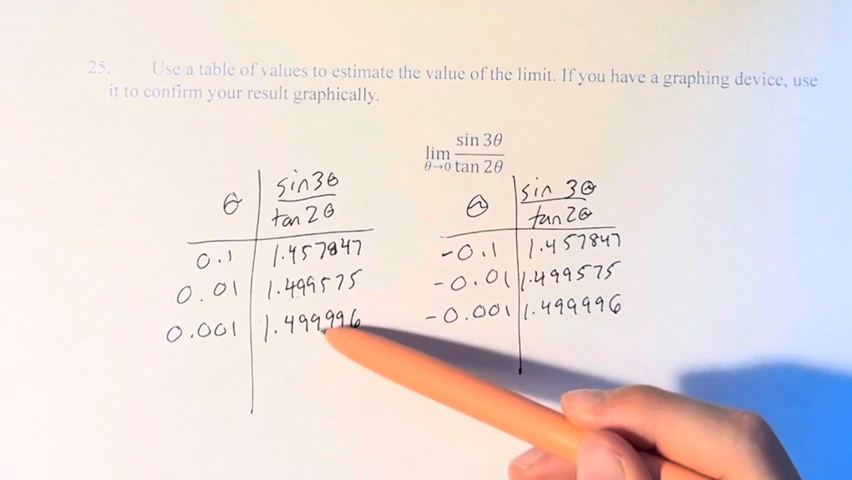 25. Use a table of values to estimate the value of the limit. If you have a graphing device, use
it to confirm your result graphically.
lim θ→0 sin 3θ / tan 2θ
θ | sin3θ / tan2θ
0.1 | 1.457847
0.01 | 1.499575
0.001 | 1.499996
θ | sin 3θ / tan2θ
-0.1 | 1.457847
-0.01 | 1.499575
-0.001 | 1.499996